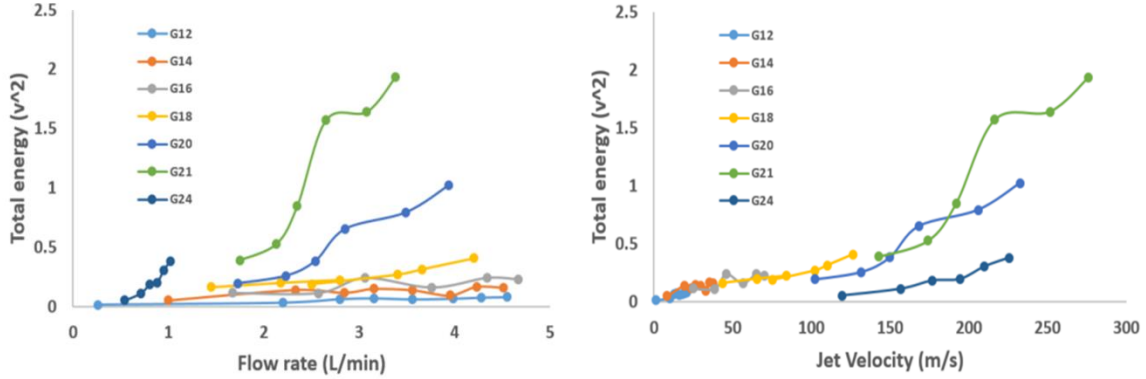 2.5
2
1.5
1
0.5
0
Total energy (v^2)
G12
G14
G16
G18
G20
G21
G24
0 1 2 3 4 5
Flow rate (L/min)
2.5
2
1.5
1
0.5
0
Total energy (v^2)
G12
G14
G16
G18
G20
G21
G24
0 50 100 150 200 250 300
Jet Velocity (m/s)